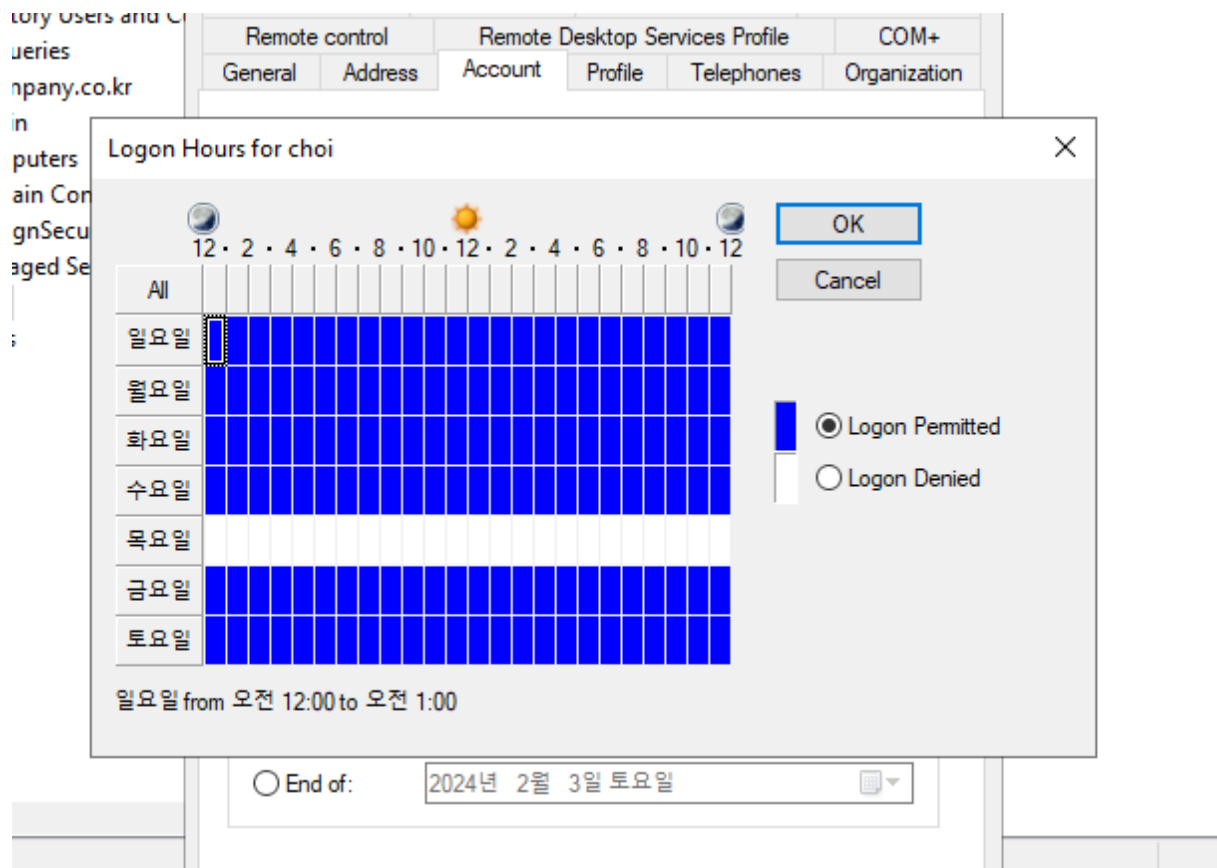 tory Users and C
ueries
npany.co.kr
in
puters
ain Con
gnSecu
aged Se
s
Remote control Remote Desktop Services Profile COM+
General Address Account Profile Telephones Organization
Logon Hours for choi
12 · 2 · 4 · 6 · 8 · 10 · 12 · 2 · 4 · 6 · 8 · 10 · 12
All
일요일
월요일
화요일
수요일
목요일
금요일
토요일
일요일 from 오전 12:00 to 오전 1:00
OK
Cancel
Logon Permitted
Logon Denied
End of: 2024년 2월 3일 토요일